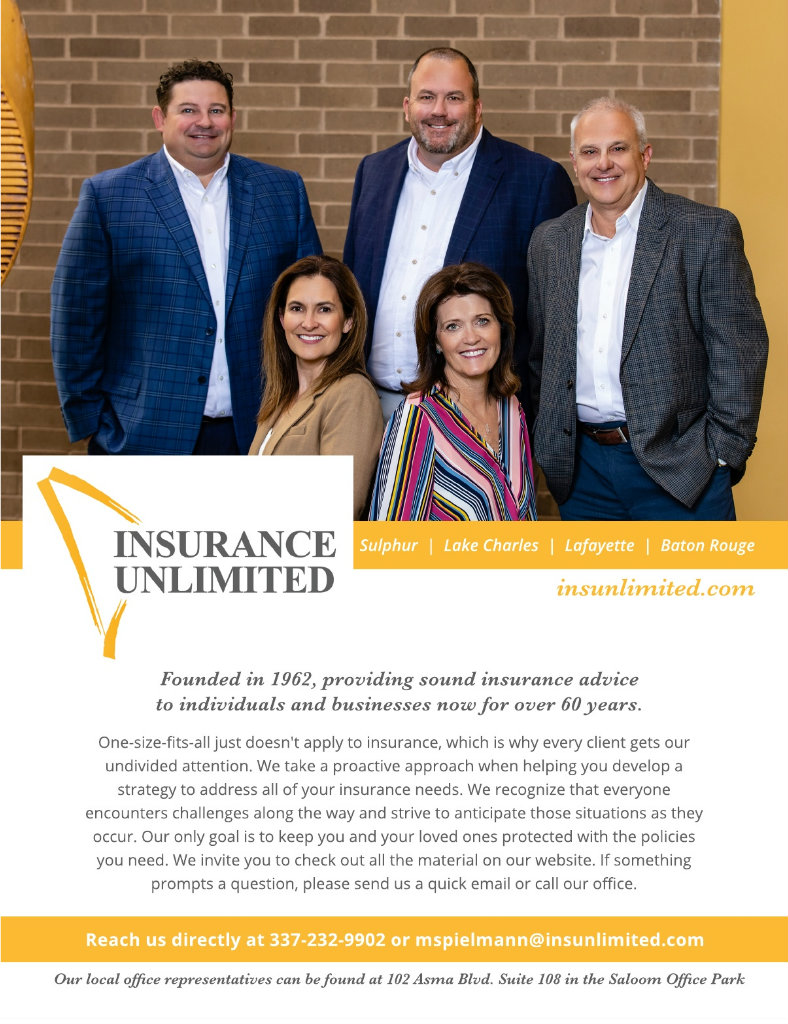 INSURANCE
UNLIMITED
Sulphur | Lake Charles | Lafayette | Baton Rouge
insunlimited.com
Founded in 1962, providing sound insurance advice
to individuals and businesses now for over 60 years.
One-size-fits-all just doesn't apply to insurance, which is why every client gets our
undivided attention. We take a proactive approach when helping you develop a
strategy to address all of your insurance needs. We recognize that everyone
encounters challenges along the way and strive to anticipate those situations as they
occur. Our only goal is to keep you and your loved ones protected with the policies
you need. We invite you to check out all the material on our website. If something
prompts a question, please send us a quick email or call our office.
Reach us directly at 337-232-9902 or mspielmann@insunlimited.com
Our local office representatives can be found at 102 Asma Blvd. Suite 108 in the Saloom Office Park